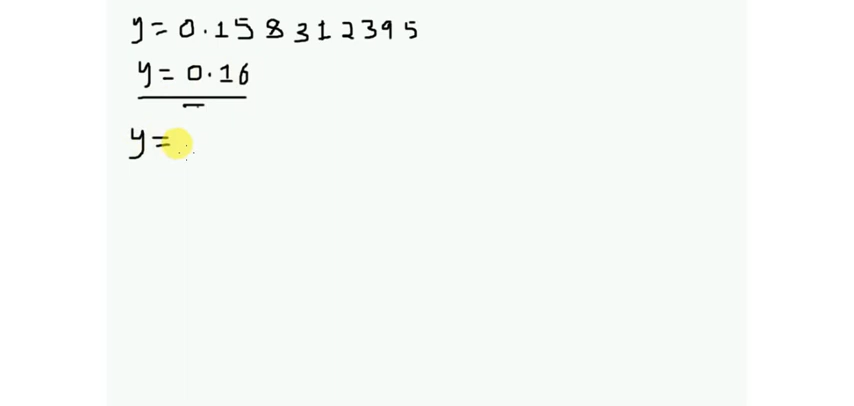 y = 0.158312395
y = 0.16
y =